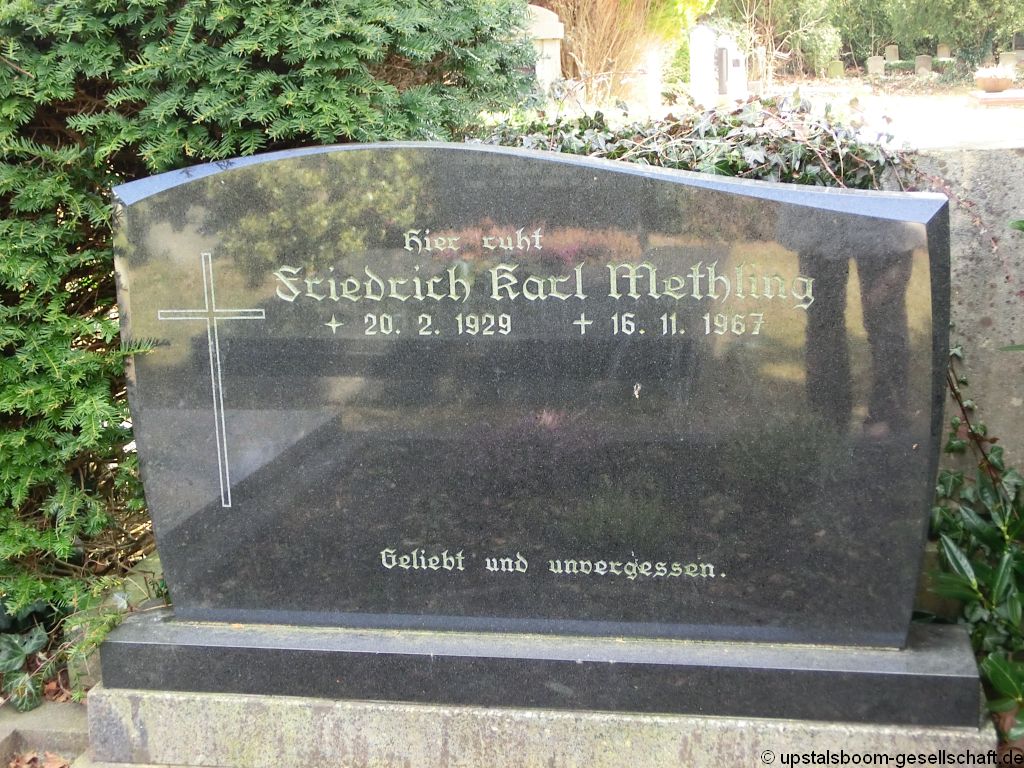 Hier ruht
Friedrich Karl Methling
+ 20. 2. 1929 + 16. 11. 1967
Geliebt und unvergessen.
© upstalsboom-gesellschaft.de